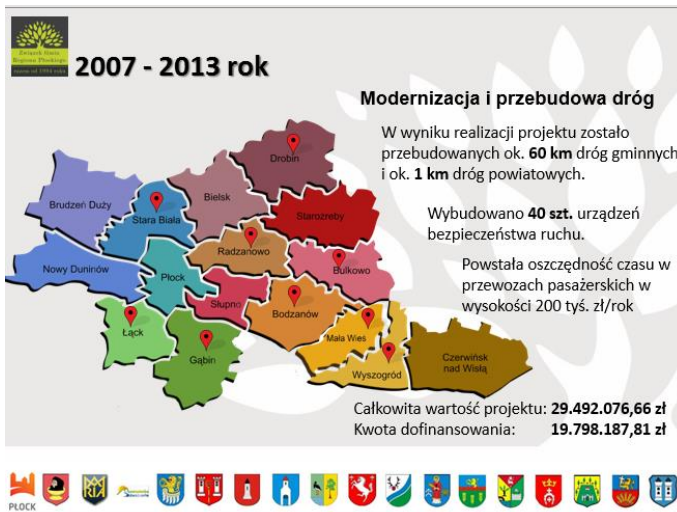 Związek Gmin
Regionu Płockiego
2007 - 2013 rok
Modernizacja i przebudowa dróg
W wyniku realizacji projektu zostało
przebudowanych ok. 60 km dróg gminnych
i ok. 1 km dróg powiatowych.
Wybudowano 40 szt. urządzeń
bezpieczeństwa ruchu.
Powstała oszczędność czasu w
przewozach pasażerskich w
wysokości 200 tyś. zł/rok
Drobin
Brudzeń Duży
Bielsk
Stara Biała
Starozreby
Radzanowo
Nowy Duninów
Płock
Bulkowo
Słupno
Bodzanów
Łąck
Mała Wieś
Gąbin
Czerwińsk
nad Wisłą
Wyszogród
Całkowita wartość projektu: 29.492.076,66 zł
Kwota dofinansowania: 19.798.187,81 zł
PŁOCK